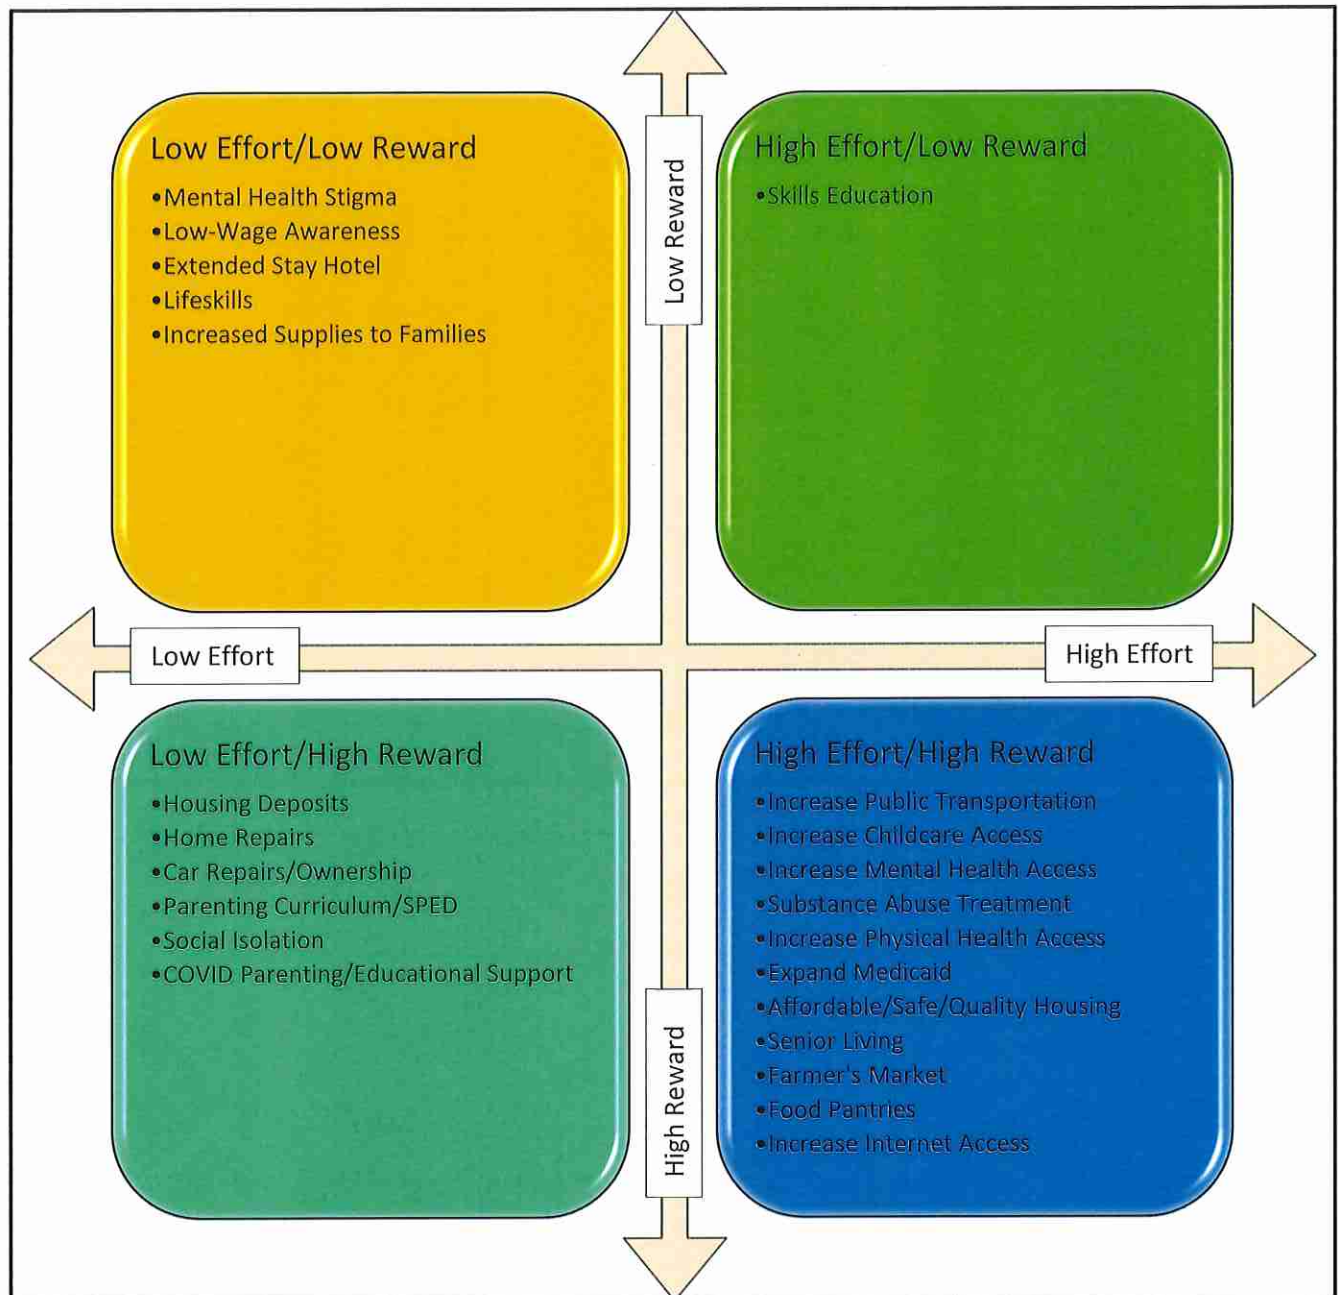 Low Effort/Low Reward
•Mental Health Stigma
•Low-Wage Awareness
•Extended Stay Hotel
•Lifeskills
•Increased Supplies to Families
Low Reward
High Effort/Low Reward
•Skills Education
Low Effort
High Effort
Low Effort/High Reward
•Housing Deposits
•Home Repairs
•Car Repairs/Ownership
•Parenting Curriculum/SPED
•Social Isolation
•COVID Parenting/Educational Support
High Reward
High Effort/High Reward
•Increase Public Transportation
•Increase Childcare Access
•Increase Mental Health Access
•Substance Abuse Treatment
•Increase Physical Health Access
•Expand Medicaid
•Affordable/Safe/Quality Housing
•Senior Living
•Farmer's Market
•Food Pantries
•Increase Internet Access